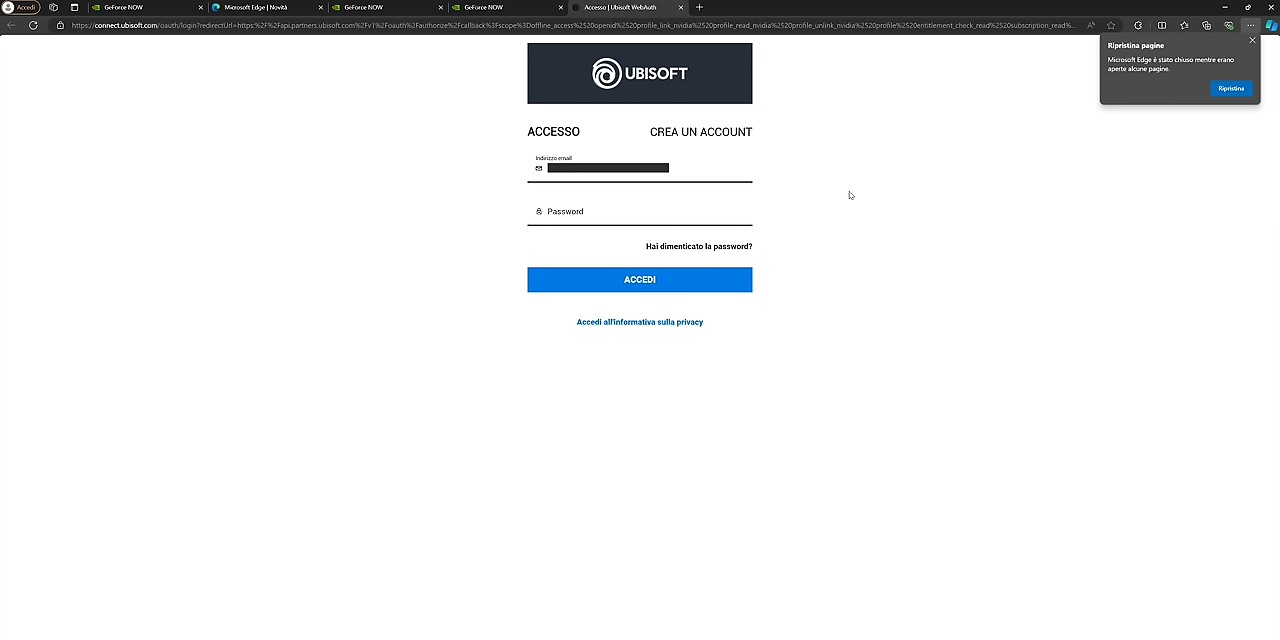 Accedi
GeForce NOW
Microsoft Edge | Novità
GeForce NOW
GeForce NOW
Accesso | Ubisoft WebAuth
https://connect.ubisoft.com/oauth/login?redirectUrl=https%2F%2Fapi.partners.ubisoft.com%2Fv1%2Foauth%2Fauthorize%2Fcallback%3Fscope%3Doffline_access%2520openid%2520profile_link_nvidia%2520profile_read_nvidia%2520profile_unlink_nvidia%2520profile%2520entitlement_check_read%2520subscription_read%...
Ripristina pagine
Microsoft Edge è stato chiuso mentre erano
aperte alcune pagine.
Ripristina
UBISOFT
ACCESSO
CREA UN ACCOUNT
Indirizzo email
Password
Hai dimenticato la password?
ACCEDI
Accedi all'informativa sulla privacy